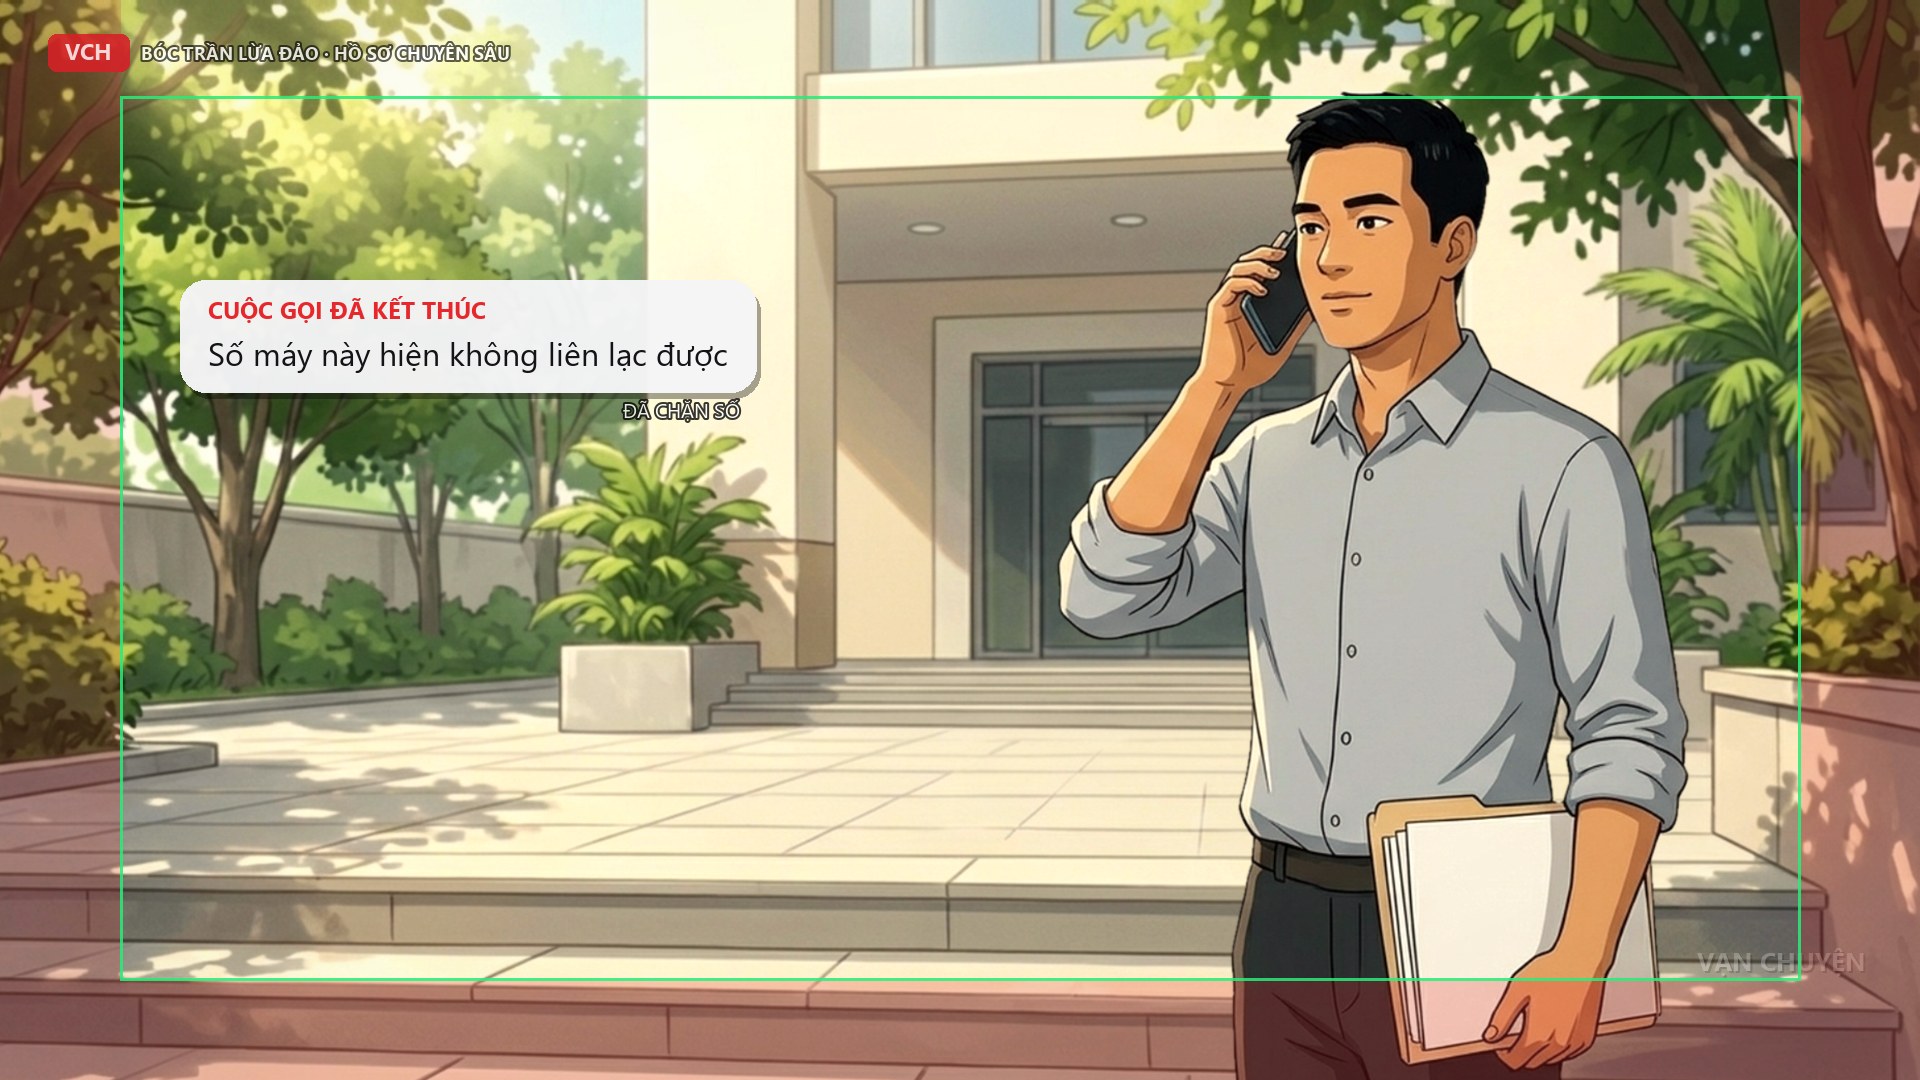 VCH BÓC TRẦN LỪA ĐẢO · HỒ SƠ CHUYÊN SÂU
CUỘC GỌI ĐÃ KẾT THÚC
Số máy này hiện không liên lạc được
ĐÃ CHẶN SỐ
VẠN CHUYỆN